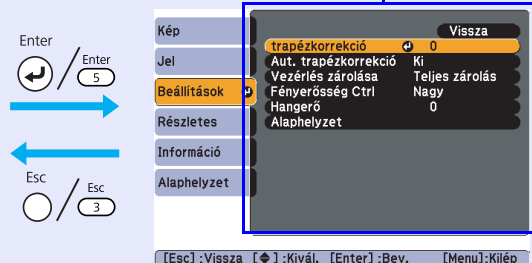 Enter
Enter
5
Esc
Esc
3
Kép
Jel
Beállítások
Részletes
Információ
Alaphelyzet
Vissza
trapézkorrekció 0
Aut. trapézkorrekció Ki
Vezérlés zárolása Teljes zárolás
Fényerősség Ctrl Nagy
Hangerő 0
Alaphelyzet
[Esc] :Vissza [◆] :Kivál. [Enter] :Bev. [Menu]:Kilép